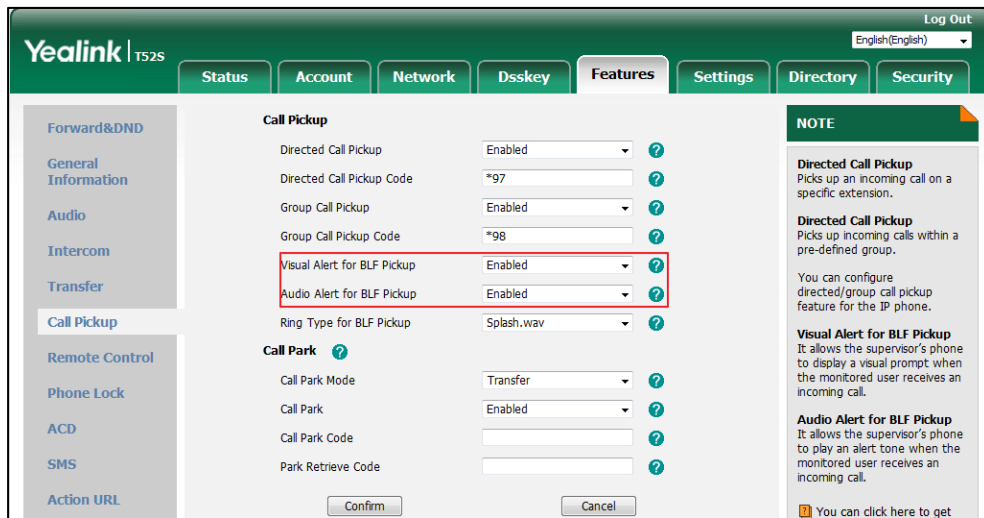 Log Out
English(English)
Yealink | T52S
Status Account Network Dsskey Features Settings Directory Security
Forward&DND
General
Information
Audio
Intercom
Transfer
Call Pickup
Remote Control
Phone Lock
ACD
SMS
Action URL
Call Pickup
Directed Call Pickup Enabled ?
Directed Call Pickup Code *97 ?
Group Call Pickup Enabled ?
Group Call Pickup Code *98 ?
Visual Alert for BLF Pickup Enabled ?
Audio Alert for BLF Pickup Enabled ?
Ring Type for BLF Pickup Splash.wav ?
Call Park ?
Call Park Mode Transfer ?
Call Park Enabled ?
Call Park Code ?
Park Retrieve Code ?
Confirm Cancel
NOTE
Directed Call Pickup
Picks up an incoming call on a
specific extension.
Directed Call Pickup
Picks up incoming calls within a
pre-defined group.
You can configure
directed/group call pickup
feature for the IP phone.
Visual Alert for BLF Pickup
It allows the supervisor's phone
to display a visual prompt when
the monitored user receives an
incoming call.
Audio Alert for BLF Pickup
It allows the supervisor's phone
to play an alert tone when the
monitored user receives an
incoming call.
? You can click here to get